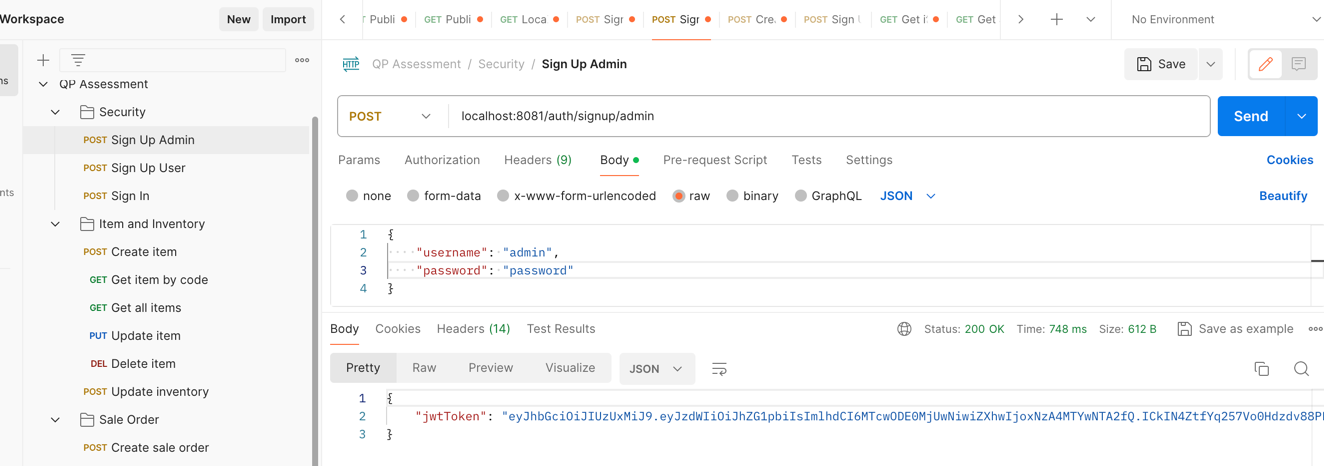 Workspace
New
Import
Publi
GET Publi
GET Loca
POST Sigr
POST Sigr
POST Cre.
POST Sign
GET Get i
GET Get
No Environment
QP Assessment / Security / Sign Up Admin
Save
QP Assessment
Security
POST Sign Up Admin
POST Sign Up User
POST Sign In
Item and Inventory
POST Create item
GET Get item by code
GET Get all items
PUT Update item
DEL Delete item
POST Update inventory
Sale Order
POST Create sale order
ns
nts
HTTP
POST
localhost:8081/auth/signup/admin
Send
Params
Authorization
Headers (9)
Body
Pre-request Script
Tests
Settings
Cookies
none
form-data
x-www-form-urlencoded
raw
binary
GraphQL
JSON
Beautify
1 {
2 "username": "admin",
3 "password": "password"
4 }
Body
Cookies
Headers (14)
Test Results
Status: 200 OK
Time: 748 ms
Size: 612 B
Save as example
Pretty
Raw
Preview
Visualize
JSON
1 {
2 "jwtToken": "eyJhbGciOiJIUzUxMiJ9.eyJzdWIiOiJhZG1pbiIsImlhdCI6MTcwODE0MjUwNiwiZXhwIjoxNzA4MTYwNTA2fQ.ICkIN4ZtfYq257Vo0Hdzdv88P
3 }